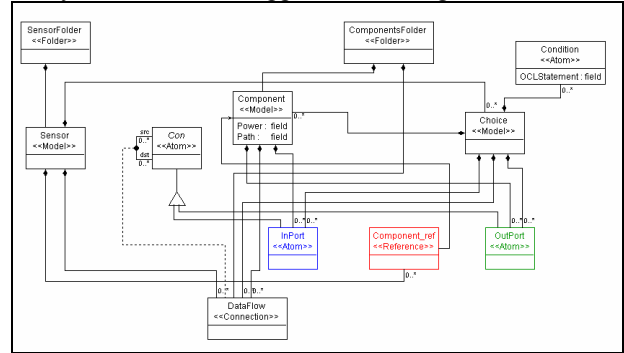 SensorFolder
<<Folder>>
ComponentsFolder
<<Folder>>
Condition
<<Atom>>
OCLStatement : field
0..*
0..*
Component
<<Model>>
Power : field
Path : field
0..*
Choice
<<Model>>
Sensor
<<Model>>
src
0..*
dst
0..*
Con
<<Atom>>
0..*
0..*
InPort
<<Atom>>
Component_ref
<<Reference>>
0..*
0..*
0..*
OutPort
<<Atom>>
0..*
0..*
0..*
DataFlow
<<Connection>>